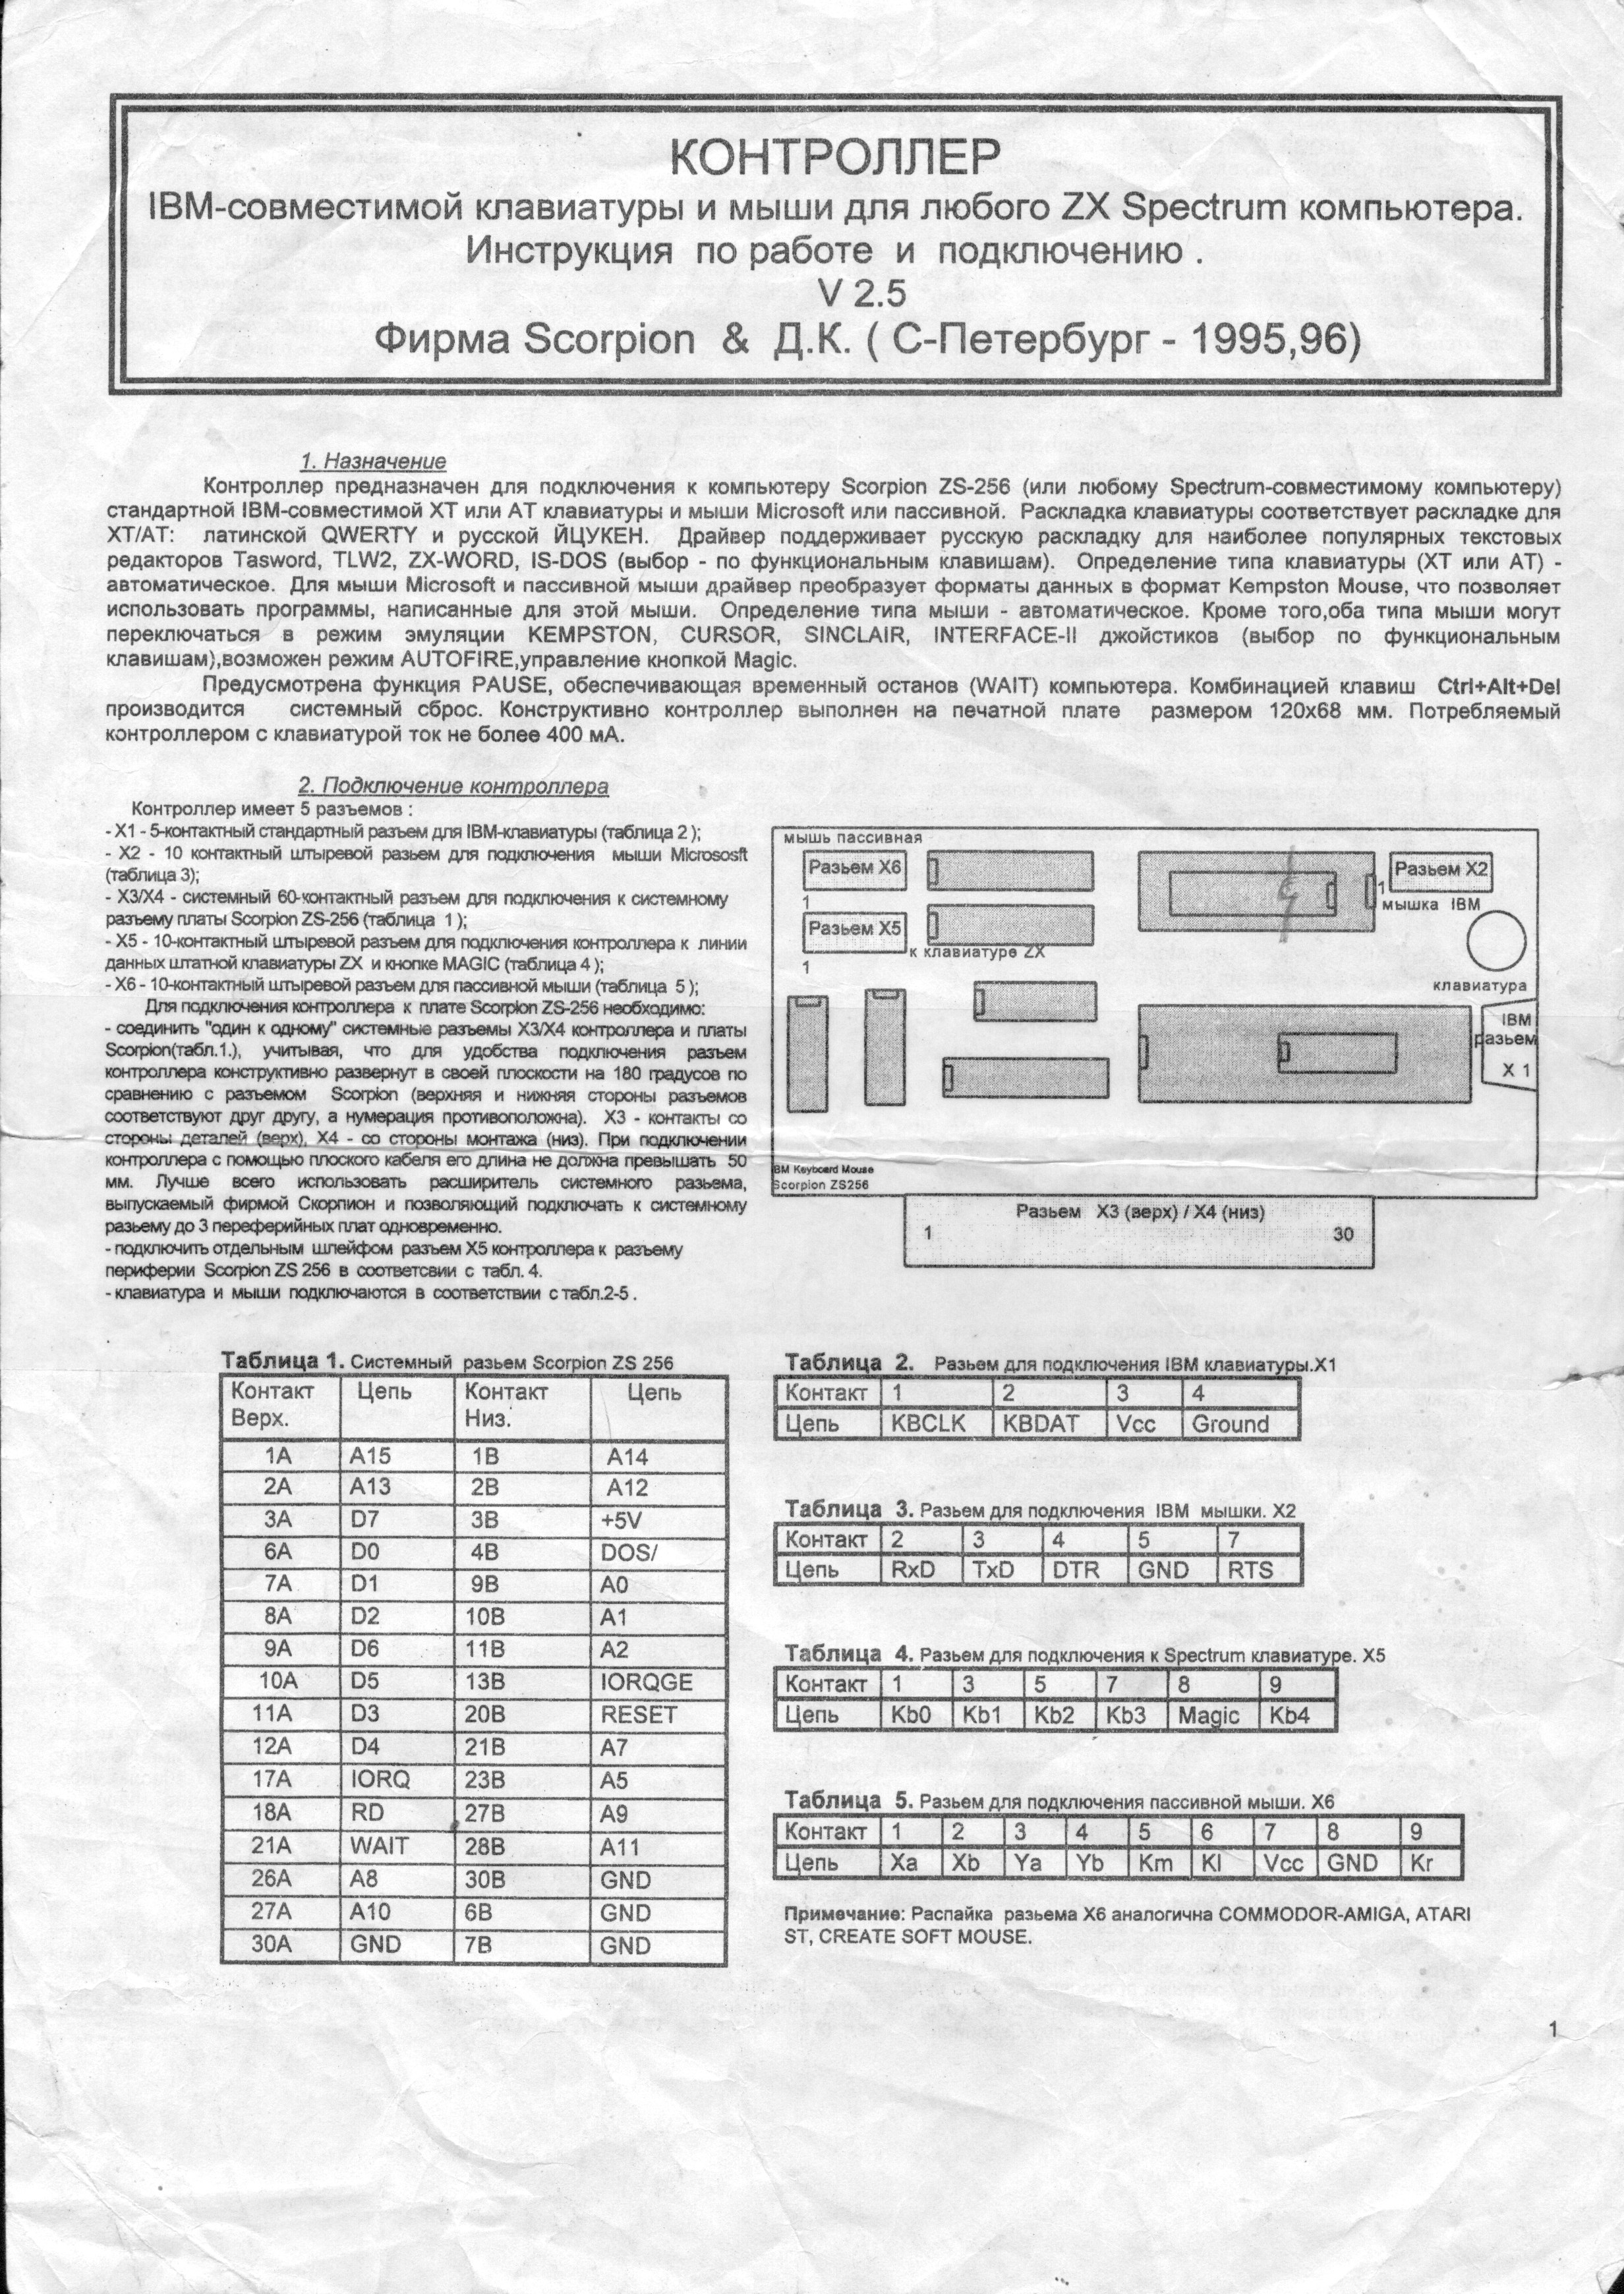 КОНТРОЛЛЕР
IBM-совместимой клавиатуры и мыши для любого ZX Spectrum компьютера.
Инструкция по работе и подключению .
V 2.5
Фирма Scorpion & Д.К. ( С-Петербург - 1995,96)
1. Назначение
Контроллер предназначен для подключения к компьютеру Scorpion ZS-256 (или любому Spectrum-совместимому компьютеру)
стандартной IBM-совместимой XT или AT клавиатуры и мыши Microsoft или пассивной. Раскладка клавиатуры соответствует раскладке для
XT/AT: латинской QWERTY и русской ЙЦУКЕН. Драйвер поддерживает русскую раскладку для наиболее популярных текстовых
редакторов Tasword, TLW2, ZX-WORD, IS-DOS (выбор - по функциональным клавишам). Определение типа клавиатуры (XT или AT) -
автоматическое. Для мыши Microsoft и пассивной мыши драйвер преобразует форматы данных в формат Kempston Mouse, что позволяет
использовать программы, написанные для этой мыши. Определение типа мыши - автоматическое. Кроме того,оба типа мыши могут
переключаться в режим эмуляции KEMPSTON, CURSOR, SINCLAIR, INTERFACE-II джойстиков (выбор по функциональным
клавишам),возможен режим AUTOFIRE,управление кнопкой Magic.
Предусмотрена функция PAUSE, обеспечивающая временный останов (WAIT) компьютера. Комбинацией клавиш Ctrl+Alt+Del
производится системный сброс. Конструктивно контроллер выполнен на печатной плате размером 120x68 мм. Потребляемый
контроллером с клавиатурой ток не более 400 мА.
2. Подключение контроллера
Контроллер имеет 5 разъемов :
- X1 - 5-контактный стандартный разъем для IBM-клавиатуры (таблица 2 );
- X2 - 10 контактный штыревой разъем для подключения мыши Micrososft
(таблица 3);
- X3/X4 - системный 60-контактный разъем для подключения к системному
разъему платы Scorpion ZS-256 (таблица 1 );
- X5 - 10-контактный штыревой разъем для подключения контроллера к линии
данных штатной клавиатуры ZX и кнопке MAGIC (таблица 4 );
- X6 - 10-контактный штыревой разъем для пассивной мыши (таблица 5 );
Для подключения контроллера к плате Scorpion ZS-256 необходимо:
- соединить "один к одному" системные разъемы X3/X4 контроллера и платы
Scorpion(табл.1.), учитывая, что для удобства подключения разъем
контроллера конструктивно развернут в своей плоскости на 180 градусов по
сравнению с разъемом Scorpion (верхняя и нижняя стороны разъемов
соответствуют друг другу, а нумерация противоположна). X3 - контакты со
стороны деталей (верх), X4 - со стороны монтажа (низ). При подключении
контроллера с помощью плоского кабеля его длина не должна превышать 50
мм. Лучше всего использовать расширитель системного разъема,
выпускаемый фирмой Скорпион и позволяющий подключать к системному
разъему до 3 переферийных плат одновременно.
- подключить отдельным шлейфом разъем X5 контроллера к разъему
периферии Scorpion ZS 256 в соответсвии с табл. 4.
- клавиатура и мыши подключаются в соответствии с табл.2-5 .
мышь пассивная
Разьем X6
1
Разьем X5
1
к клавиатуре ZX
Разьем X2
1
мышка IBM
клавиатура
IBM
разьем
X 1
IBM Keyboard Mouse
Scorpion ZS256
Разьем X3 (верх) / X4 (низ)
1 30
Таблица 1. Системный разьем Scorpion ZS 256
Контакт Верх. Цепь Контакт Низ. Цепь
1A A15 1B A14
2A A13 2B A12
3A D7 3B +5V
6A D0 4B DOS/
7A D1 9B A0
8A D2 10B A1
9A D6 11B A2
10A D5 13B IORQGE
11A D3 20B RESET
12A D4 21B A7
17A IORQ 23B A5
18A RD 27B A9
21A WAIT 28B A11
26A A8 30B GND
27A A10 6B GND
30A GND 7B GND
Таблица 2. Разьем для подключения IBM клавиатуры.X1
Контакт 1 2 3 4
Цепь KBCLK KBDAT Vcc Ground
Таблица 3. Разьем для подключения IBM мышки. X2
Контакт 2 3 4 5 7
Цепь RxD TxD DTR GND RTS
Таблица 4. Разьем для подключения к Spectrum клавиатуре. X5
Контакт 1 3 5 7 8 9
Цепь Kb0 Kb1 Kb2 Kb3 Magic Kb4
Таблица 5. Разьем для подключения пассивной мыши. X6
Контакт 1 2 3 4 5 6 7 8 9
Цепь Xa Xb Ya Yb Km Kl Vcc GND Kr
Примечание: Распайка разьема X6 аналогична COMMODOR-AMIGA, ATARI
ST, CREATE SOFT MOUSE.
1